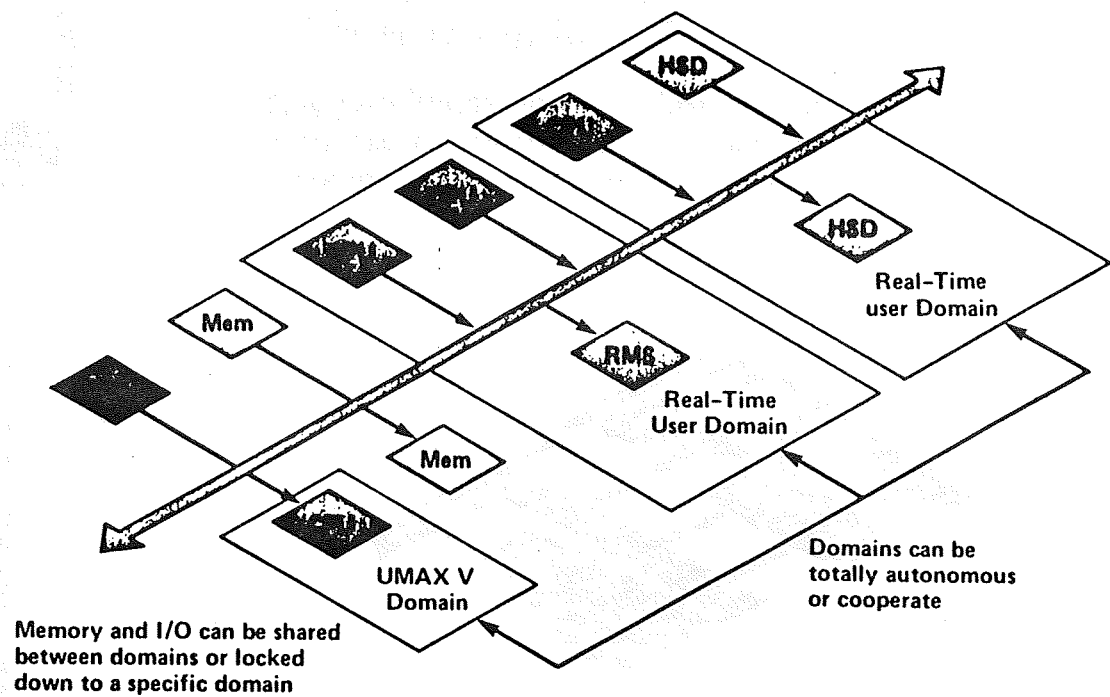 HSD
HSD
Real-Time
user Domain
Mem
RMS
Real-Time
User Domain
Mem
UMAX V
Domain
Domains can be
totally autonomous
or cooperate
Memory and I/O can be shared
between domains or locked
down to a specific domain